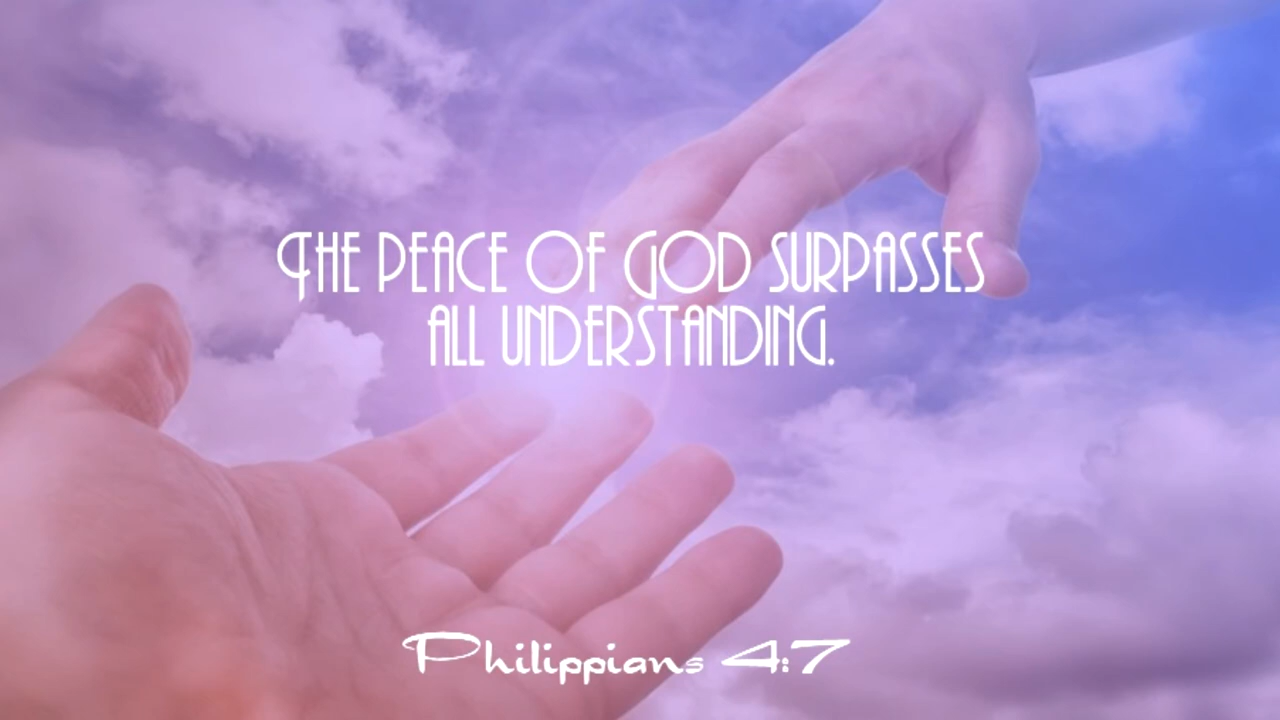 The peace of God surpasses
all understanding.
Philippians 4:7